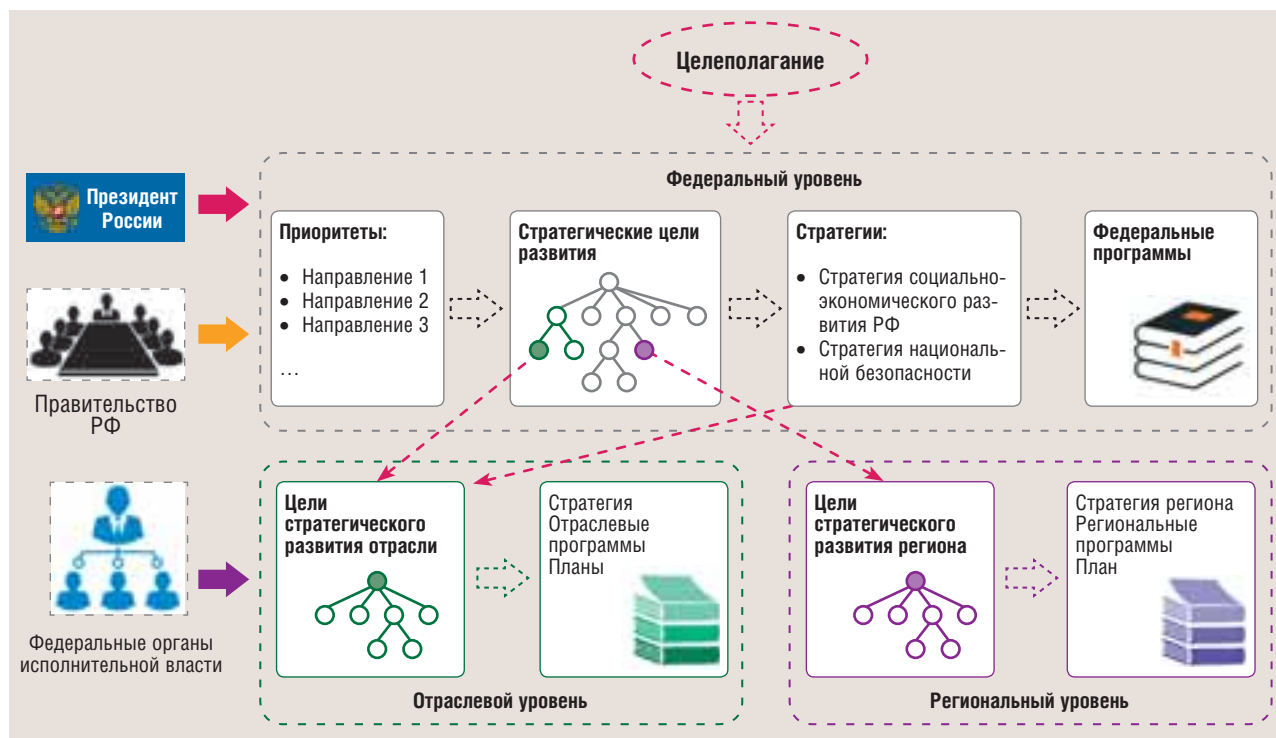 Целеполагание
Федеральный уровень
Президент
России
Правительство
РФ
Приоритеты:
• Направление 1
• Направление 2
• Направление 3
…
Стратегические цели
развития
Стратегии:
• Стратегия социально-
экономического раз-
вития РФ
• Стратегия националь-
ной безопасности
Федеральные
программы
Федеральные органы
исполнительной власти
Цели
стратегического
развития отрасли
Стратегия
Отраслевые
программы
Планы
Отраслевой уровень
Цели
стратегического
развития региона
Стратегия региона
Региональные
программы
План
Региональный уровень